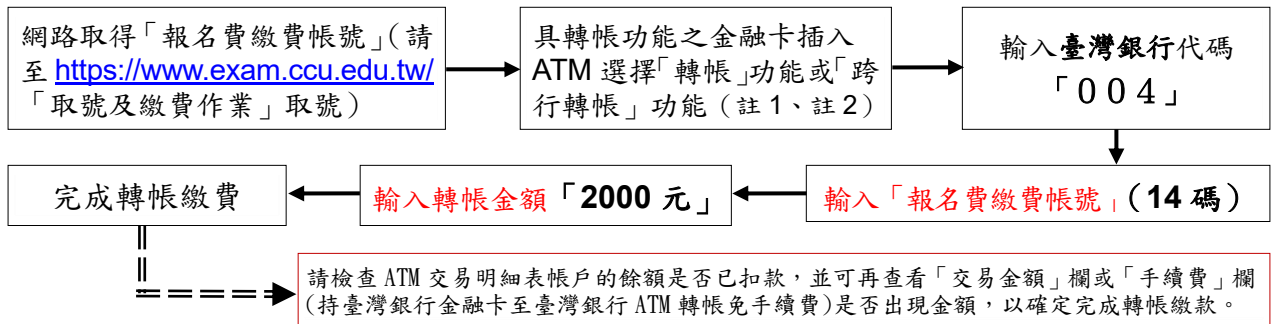 網路取得「報名費繳費帳號」(請
至 https://www.exam.ccu.edu.tw/
「取號及繳費作業」取號)
具轉帳功能之金融卡插入
ATM 選擇「轉帳」功能或「跨
行轉帳」功能(註 1、註 2)
輸入臺灣銀行代碼
「004」
輸入「報名費繳費帳號」(14 碼)
輸入轉帳金額「2000 元」
完成轉帳繳費
請檢查 ATM 交易明細表帳戶的餘額是否已扣款,並可再查看「交易金額」欄或「手續費」欄
(持臺灣銀行金融卡至臺灣銀行 ATM 轉帳免手續費)是否出現金額,以確定完成轉帳繳款。